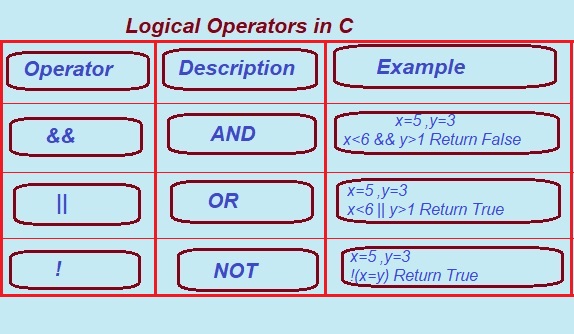 Logical Operators in C
Operator Description Example
&& AND x=5 ,y=3
x<6 && y>1 Return False
|| OR x=5 ,y=3
x<6 || y>1 Return True
! NOT x=5 ,y=3
!(x=y) Return True